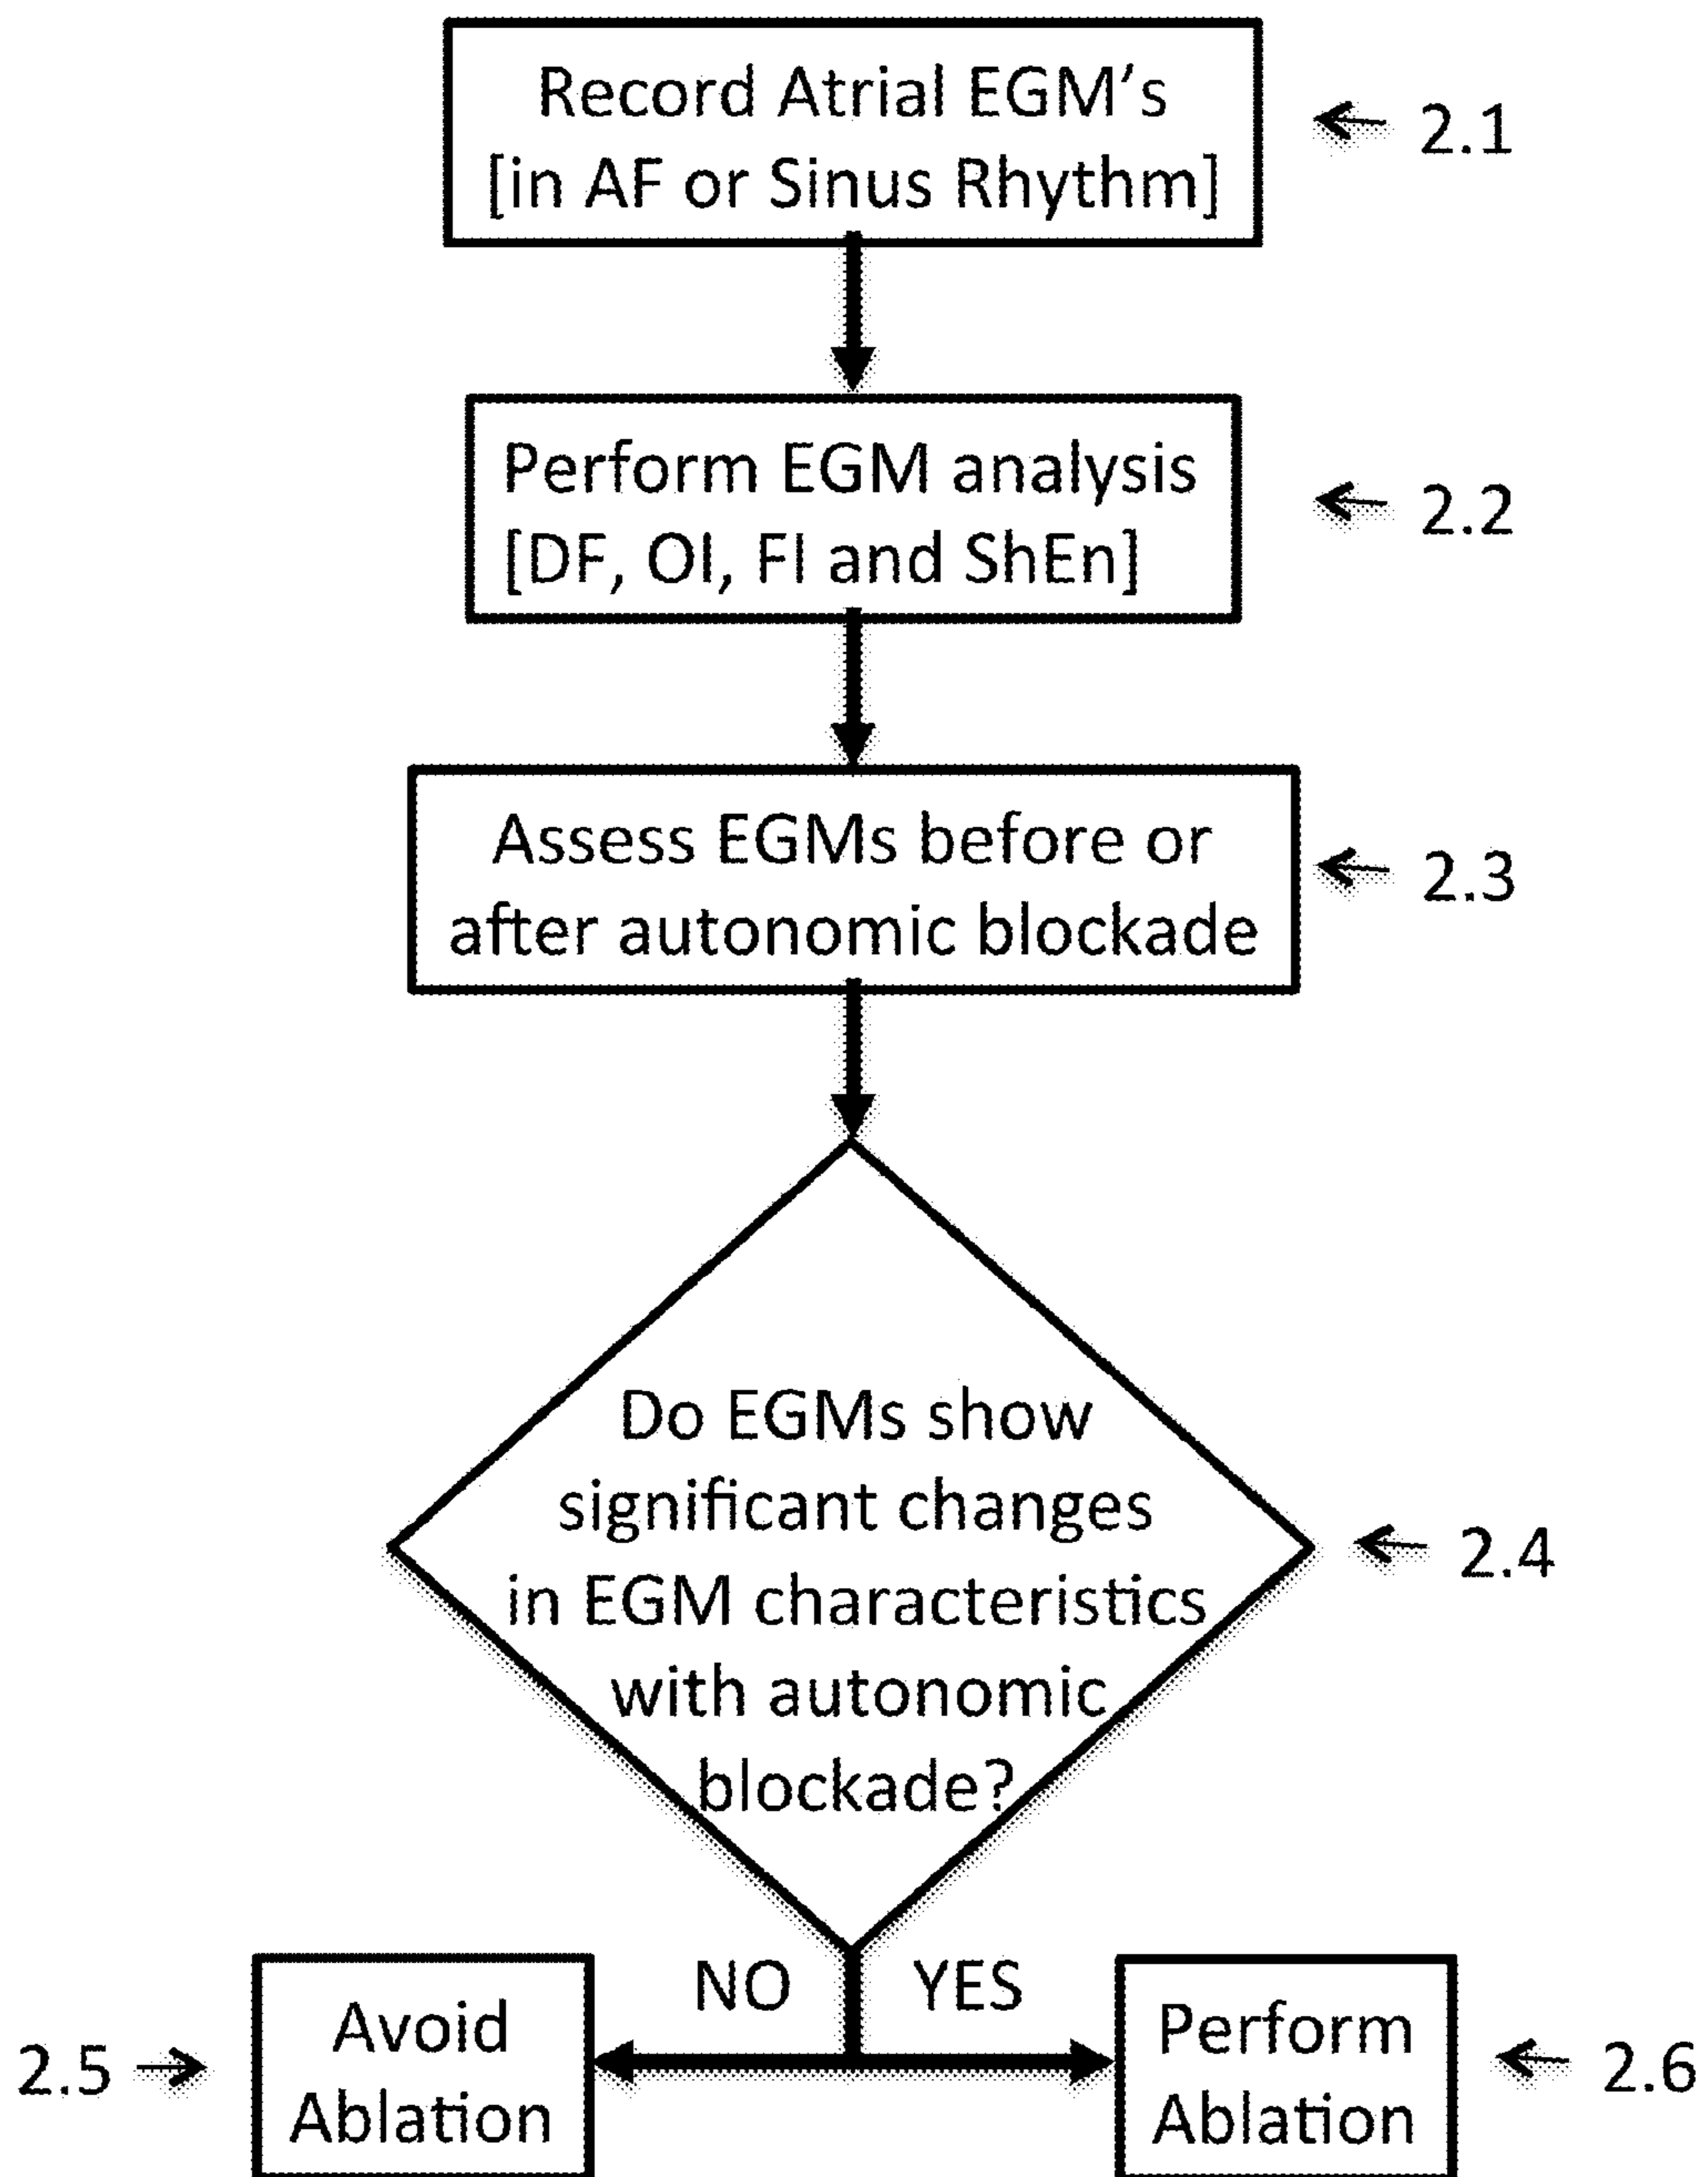 Record Atrial EGM's
[in AF or Sinus Rhythm]
2.1
Perform EGM analysis
[DF, OI, FI and ShEn]
2.2
Assess EGMs before or
after autonomic blockade
2.3
Do EGMs show
significant changes
in EGM characteristics
with autonomic
blockade?
2.4
NO
YES
2.5
Avoid
Ablation
Perform
Ablation
2.6